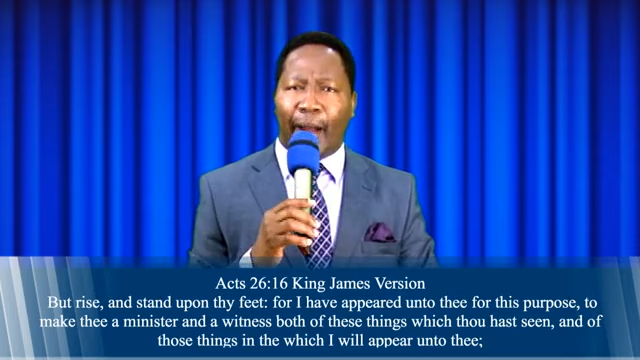 Acts 26:16 King James Version
But rise, and stand upon thy feet: for I have appeared unto thee for this purpose, to
make thee a minister and a witness both of these things which thou hast seen, and of
those things in the which I will appear unto thee;